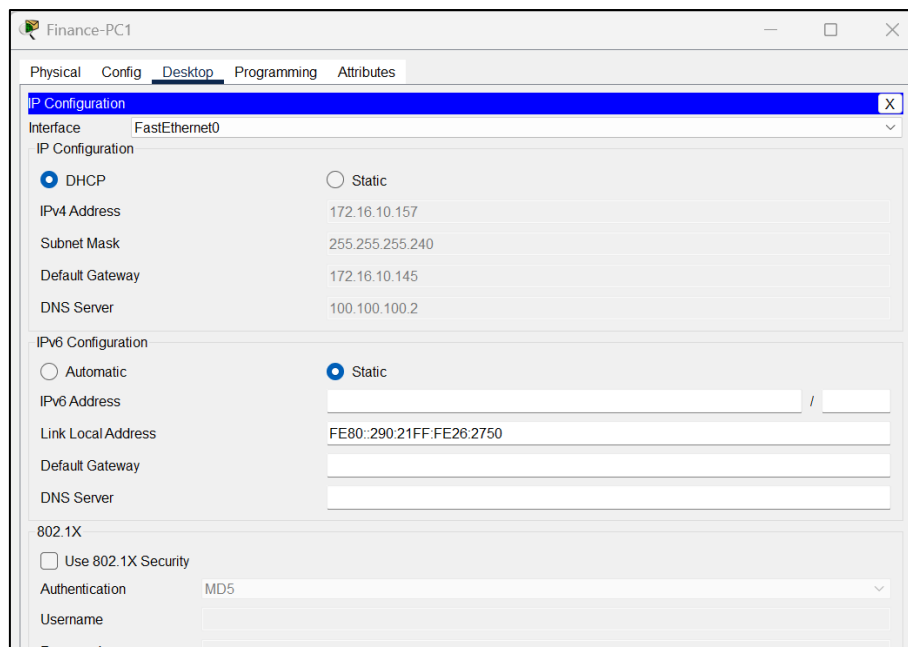 Finance-PC1
Physical Config Desktop Programming Attributes
IP Configuration X
Interface FastEthernet0
IP Configuration
DHCP Static
IPv4 Address 172.16.10.157
Subnet Mask 255.255.255.240
Default Gateway 172.16.10.145
DNS Server 100.100.100.2
IPv6 Configuration
Automatic Static
IPv6 Address /
Link Local Address FE80::290:21FF:FE26:2750
Default Gateway
DNS Server
802.1X
Use 802.1X Security
Authentication MD5
Username